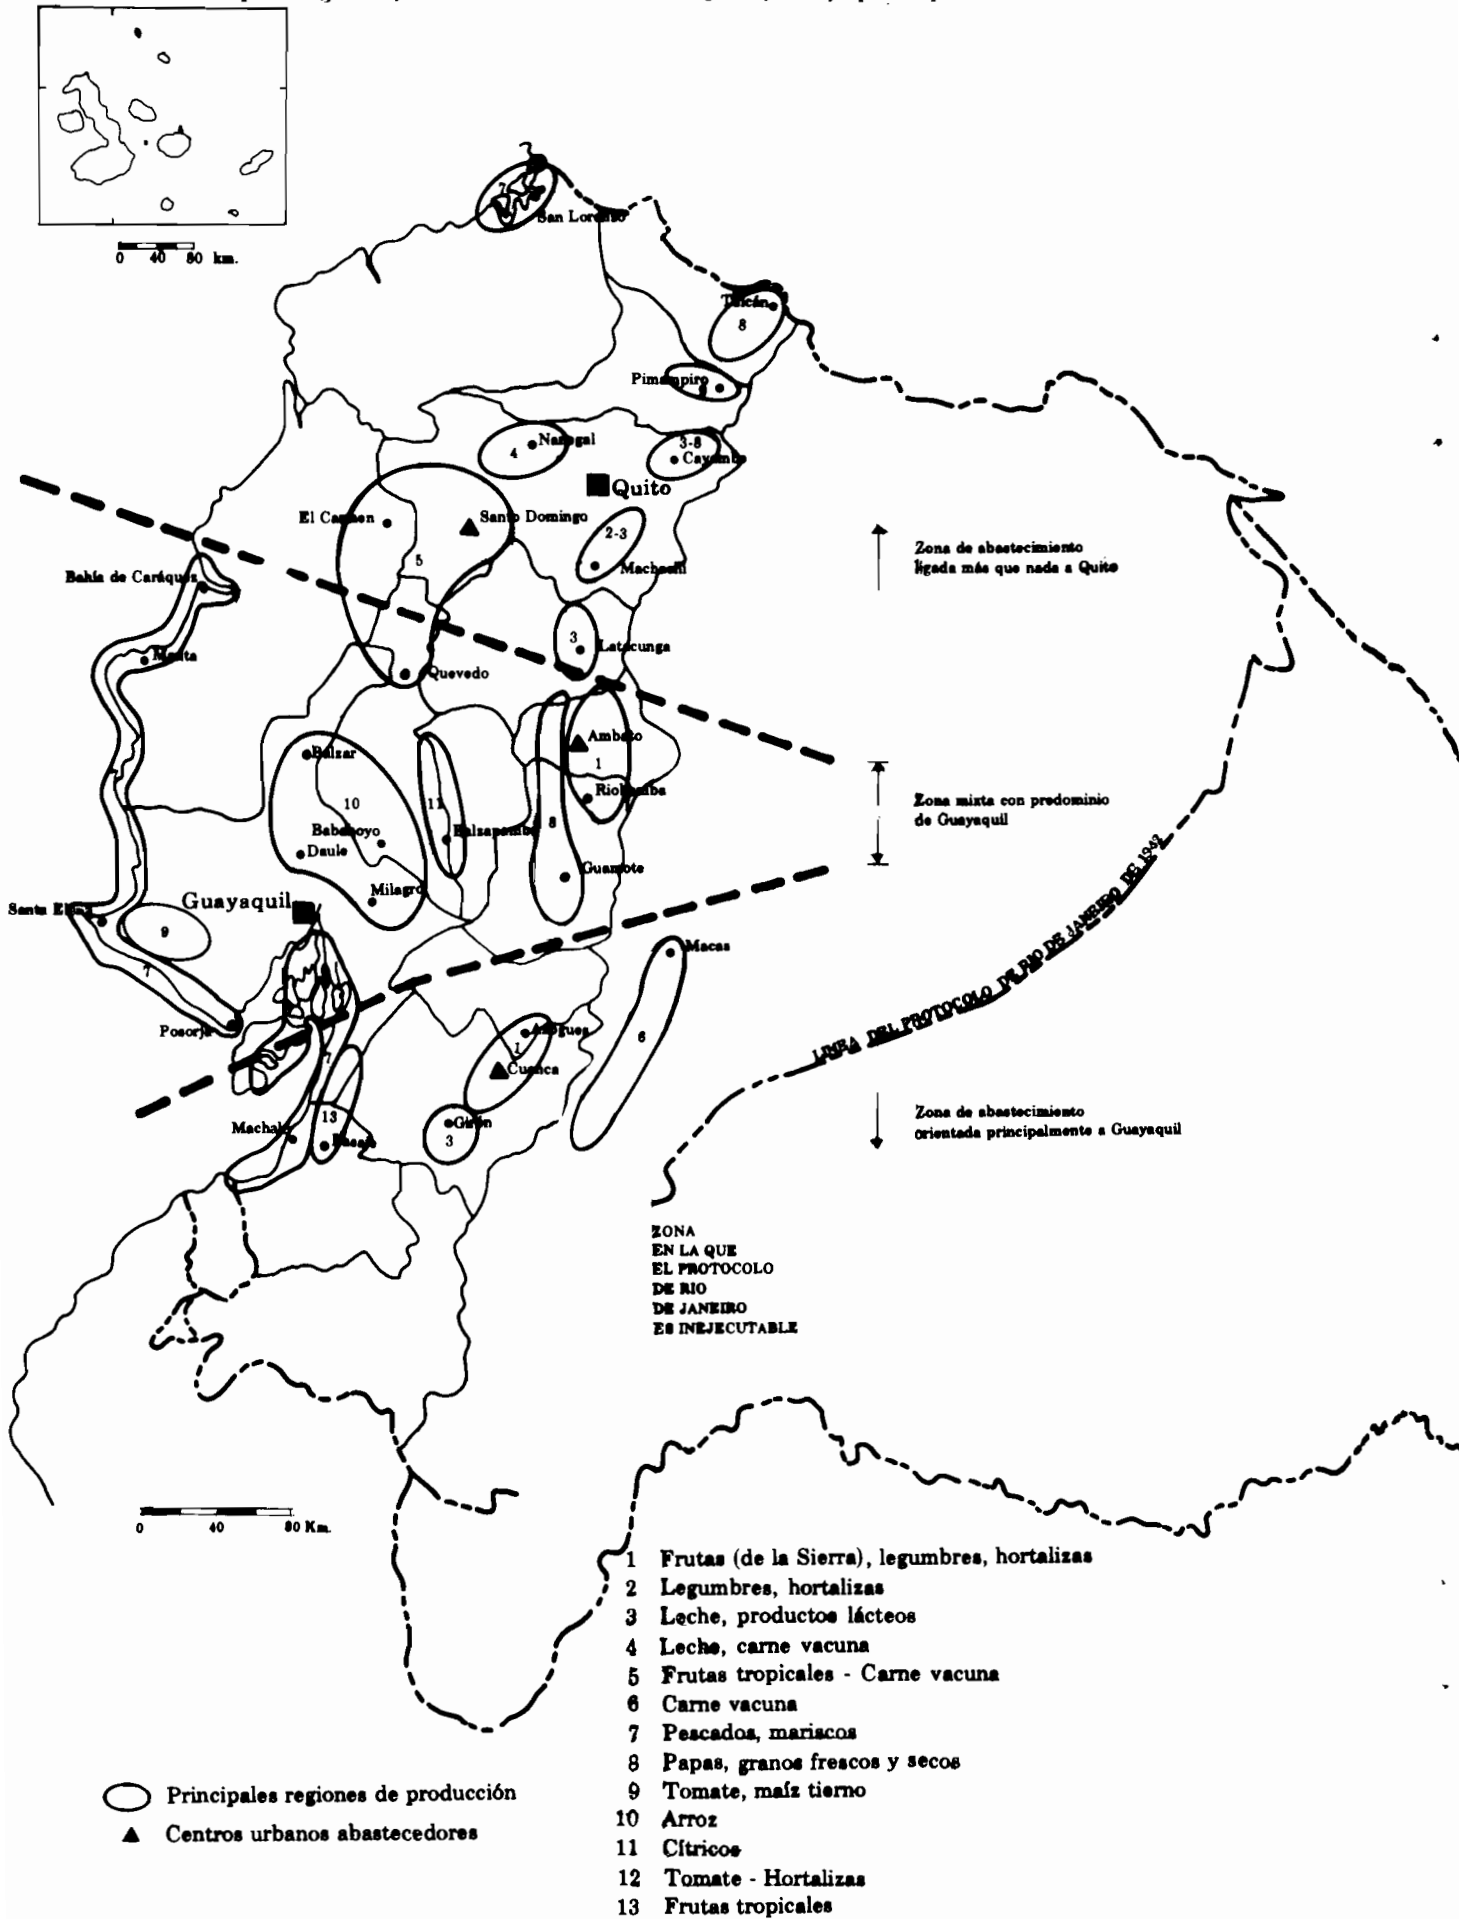 0 40 80 km.
7
San Lorenzo
Tulcán
8
Pimampiro
Nanegal
4
3-8
Cayambe
Quito
El Carmen
Santo Domingo
5
2-3
Machachi
Zona de abastecimiento
ligada más que nada a Quito
Bahía de Caráquez
Manta
3
Latacunga
Quevedo
Ambato
1
Balzar
10
11
Riobamba
Zona mixta con predominio
de Guayaquil
Babahoyo
Balzapamba
8
Daule
Guamote
Milagro
Guayaquil
Santa Elena
9
7
Macas
LINEA DEL PROTOCOLO DE RIO DE JANEIRO DE 1942
Posorja
6
Azogues
1
Cuenca
7
13
Machala
Pasaje
Girón
3
Zona de abastecimiento
orientada principalmente a Guayaquil
ZONA
EN LA QUE
EL PROTOCOLO
DE RIO
DE JANEIRO
ES INEJECUTABLE
0 40 80 Km.
1 Frutas (de la Sierra), legumbres, hortalizas
2 Legumbres, hortalizas
3 Leche, productos lácteos
4 Leche, carne vacuna
5 Frutas tropicales - Carne vacuna
6 Carne vacuna
7 Pescados, mariscos
8 Papas, granos frescos y secos
9 Tomate, maíz tierno
10 Arroz
11 Cítricos
12 Tomate - Hortalizas
13 Frutas tropicales
Principales regiones de producción
Centros urbanos abastecedores